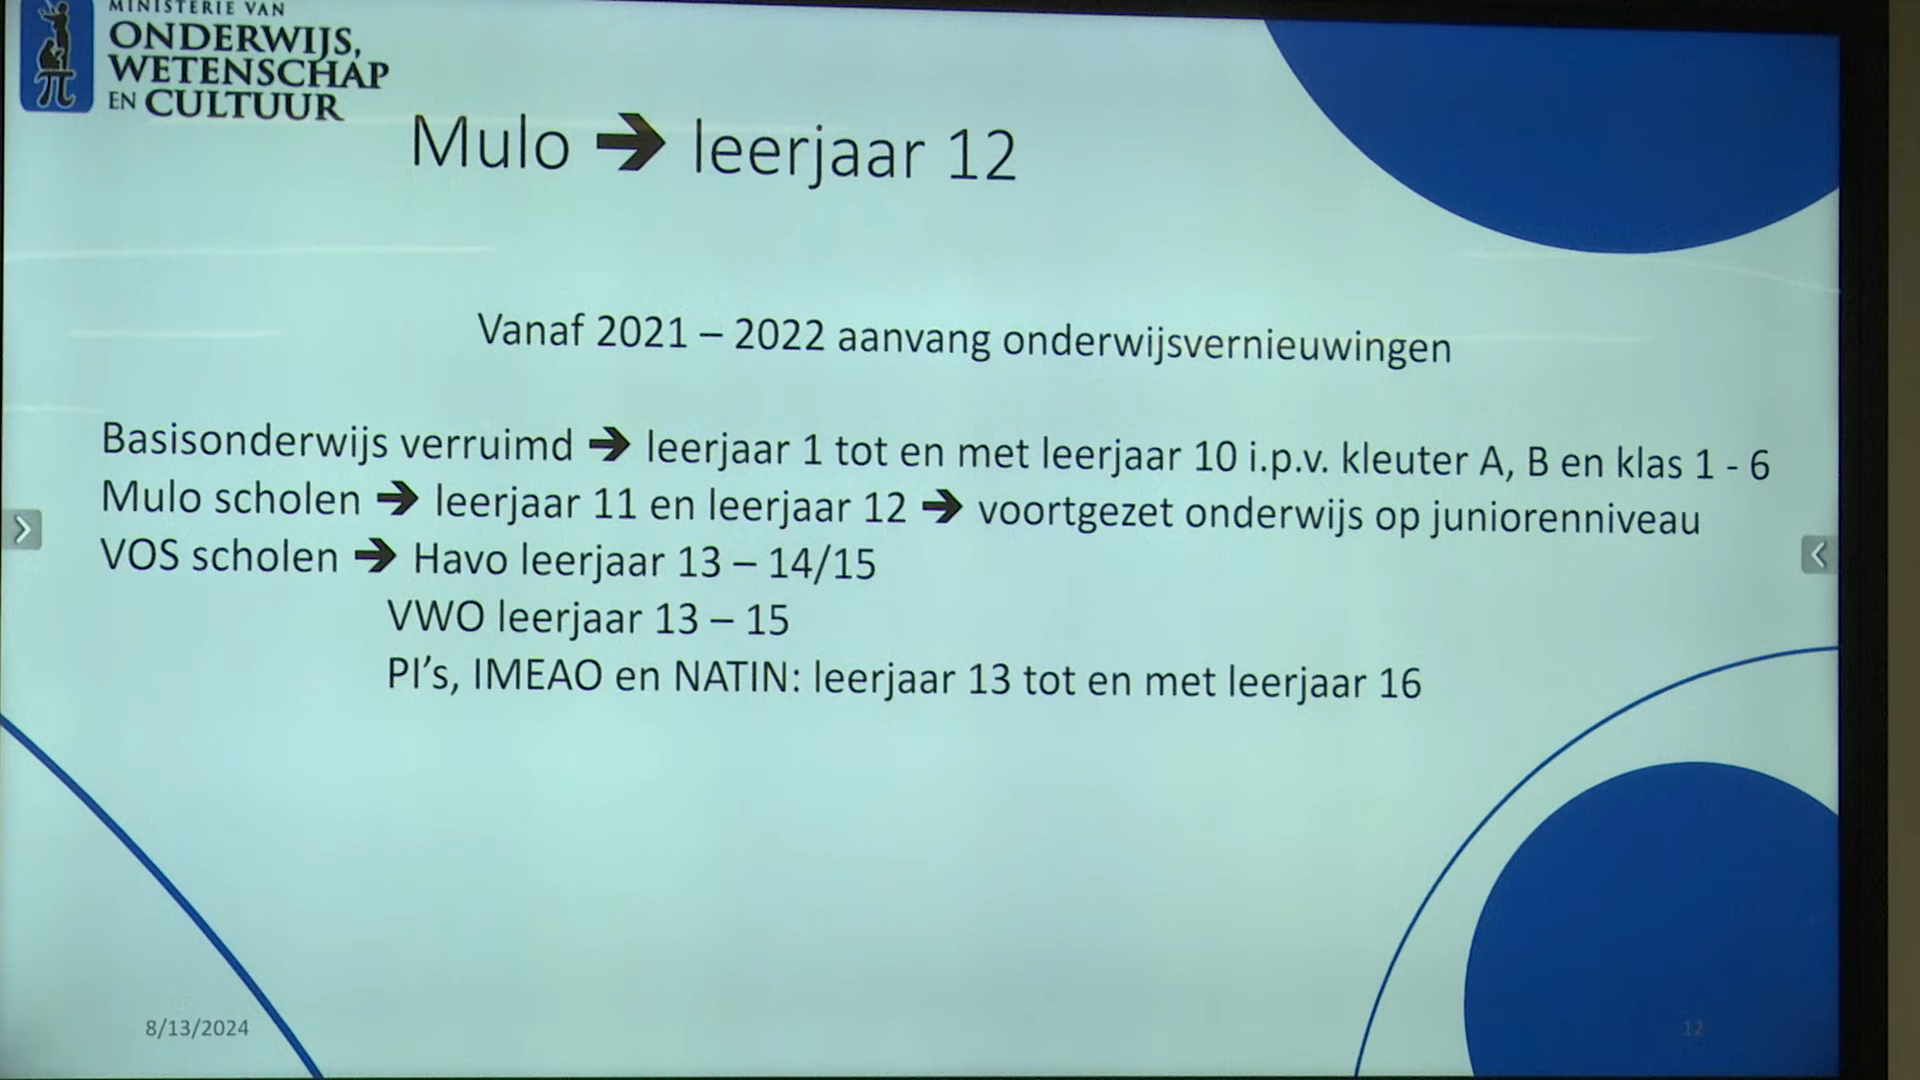 MINISTERIE VAN
ONDERWIJS,
WETENSCHAP
EN CULTUUR
Mulo ➔ leerjaar 12
Vanaf 2021 – 2022 aanvang onderwijsvernieuwingen
Basisonderwijs verruimd ➔ leerjaar 1 tot en met leerjaar 10 i.p.v. kleuter A, B en klas 1 - 6
Mulo scholen ➔ leerjaar 11 en leerjaar 12 ➔ voortgezet onderwijs op juniorenniveau
VOS scholen ➔ Havo leerjaar 13 – 14/15
VWO leerjaar 13 – 15
PI’s, IMEAO en NATIN: leerjaar 13 tot en met leerjaar 16
8/13/2024
12